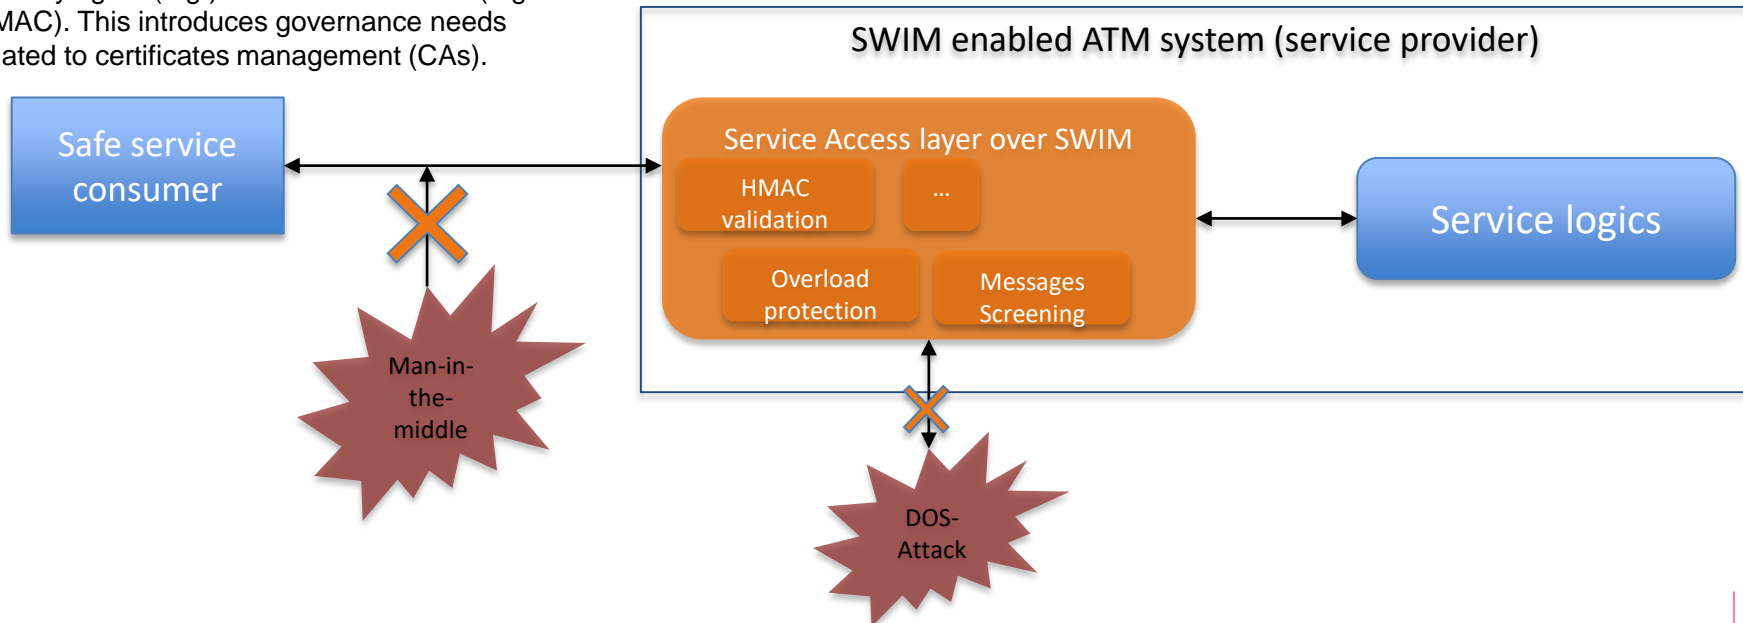 MAC). This introduces governance needs
ated to certificates management (CAs).
SWIM enabled ATM system (service provider)
Safe service
consumer
Service Access layer over SWIM
HMAC
validation
...
Overload
protection
Messages
Screening
Service logics
Man-in-
the-
middle
DOS-
Attack